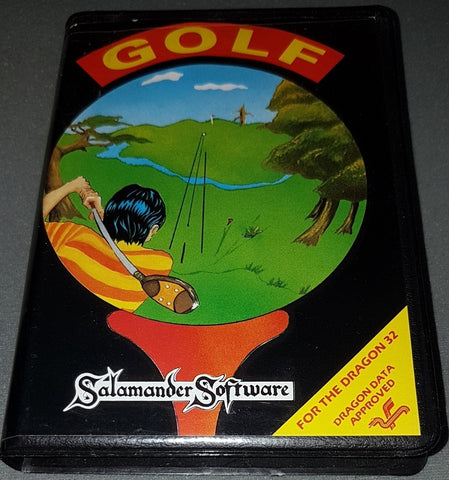 GOLF
Salamander Software
FOR THE DRAGON 32
DRAGON DATA
APPROVED